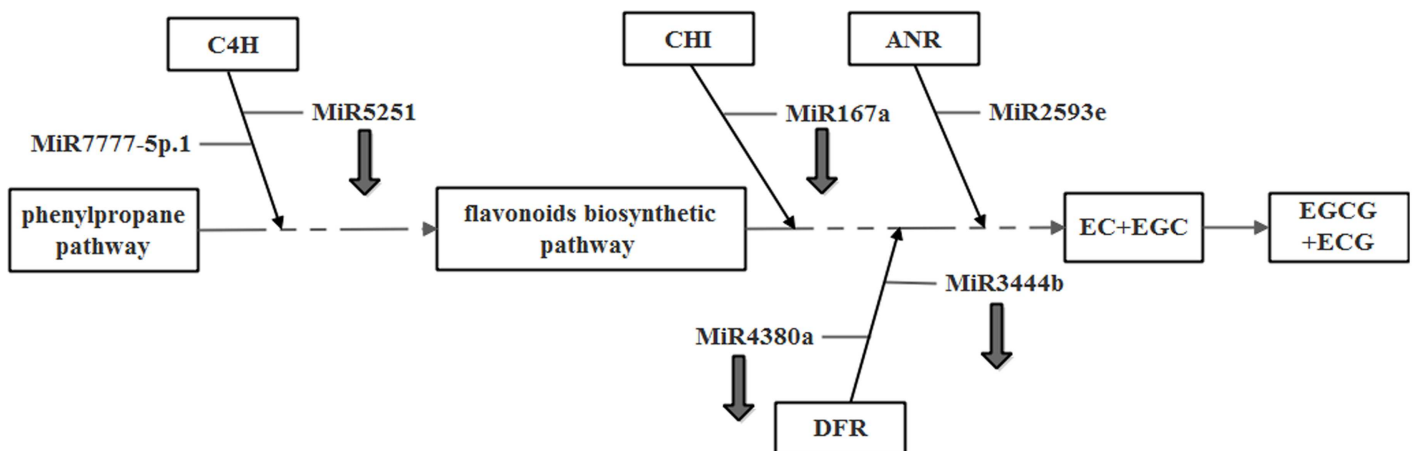 C4H
CHI
ANR
MiR5251
MiR167a
MiR2593e
MiR7777-5p.1
phenylpropane
pathway
flavonoids biosynthetic
pathway
EC+EGC
EGCG
+ECG
MiR3444b
MiR4380a
DFR